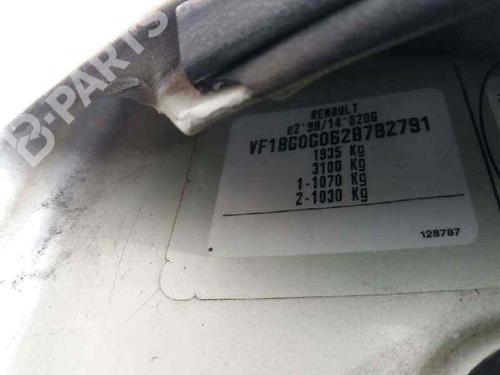 B-PARTS
RENAULT
e2*98/14*0206
VF1BG0G0628782791
1935 Kg
3100 Kg
1-1070 Kg
2-1030 Kg
128787